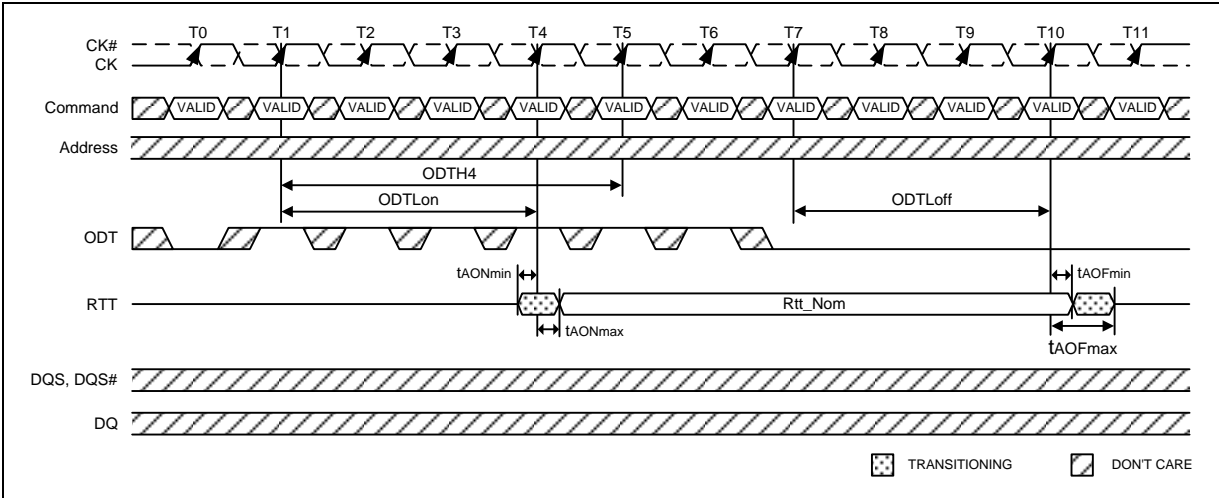 T0 T1 T2 T3 T4 T5 T6 T7 T8 T9 T10 T11
CK#
CK
Command VALID VALID VALID VALID VALID VALID VALID VALID VALID VALID VALID VALID
Address
ODTH4
ODTLon ODTLoff
ODT
tAONmin tAOFmin
RTT Rtt_Nom
tAONmax
tAOFmax
DQS, DQS#
DQ
TRANSITIONING DON'T CARE